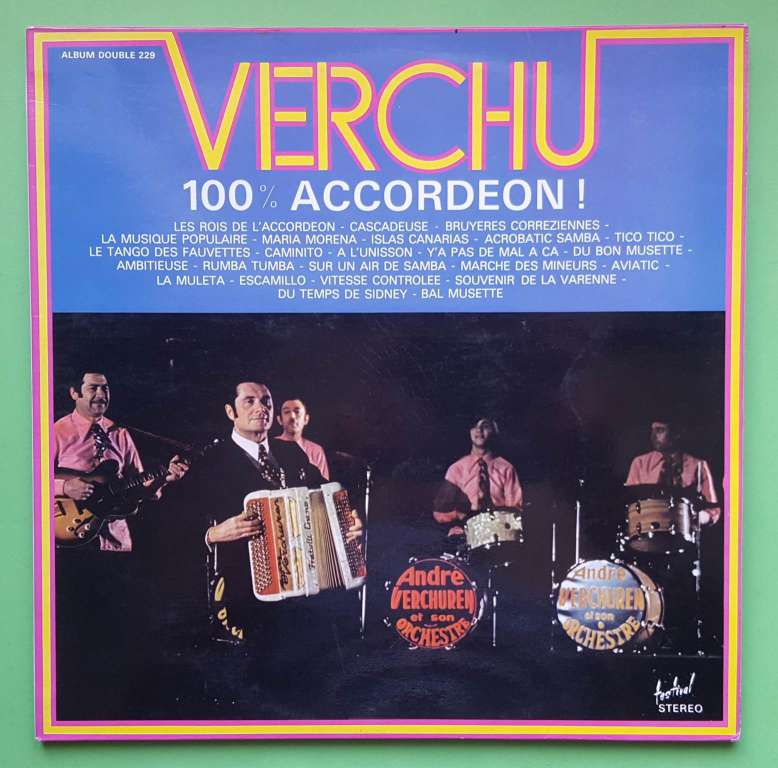 ALBUM DOUBLE 229
VERCHU
100% ACCORDEON !
LES ROIS DE L'ACCORDEON - CASCADEUSE - BRUYERES CORREZIENNES -
LA MUSIQUE POPULAIRE - MARIA MORENA - ISLAS CANARIAS - ACROBATIC SAMBA - TICO TICO -
LE TANGO DES FAUVETTES - CAMINITO - A L'UNISSON - Y'A PAS DE MAL A CA - DU BON MUSETTE -
AMBITIEUSE - RUMBA TUMBA - SUR UN AIR DE SAMBA - MARCHE DES MINEURS - AVIATIC -
LA MULETA - ESCAMILLO - VITESSE CONTROLEE - SOUVENIR DE LA VARENNE -
DU TEMPS DE SIDNEY - BAL MUSETTE
Verchuren
Fratelli Crosio
André
VERCHUREN
et son
ORCHESTRE
André
VERCHUREN
et son
ORCHESTRE
festival
STEREO